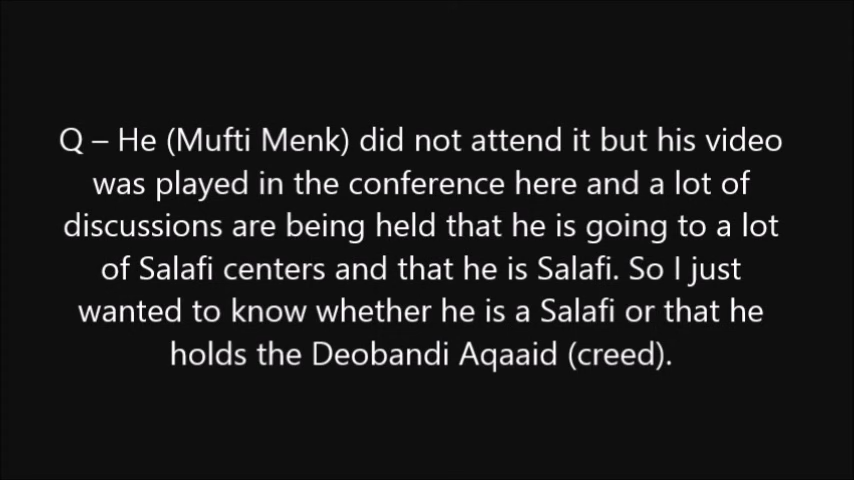 Q – He (Mufti Menk) did not attend it but his video
was played in the conference here and a lot of
discussions are being held that he is going to a lot
of Salafi centers and that he is Salafi. So I just
wanted to know whether he is a Salafi or that he
holds the Deobandi Aqaaid (creed).